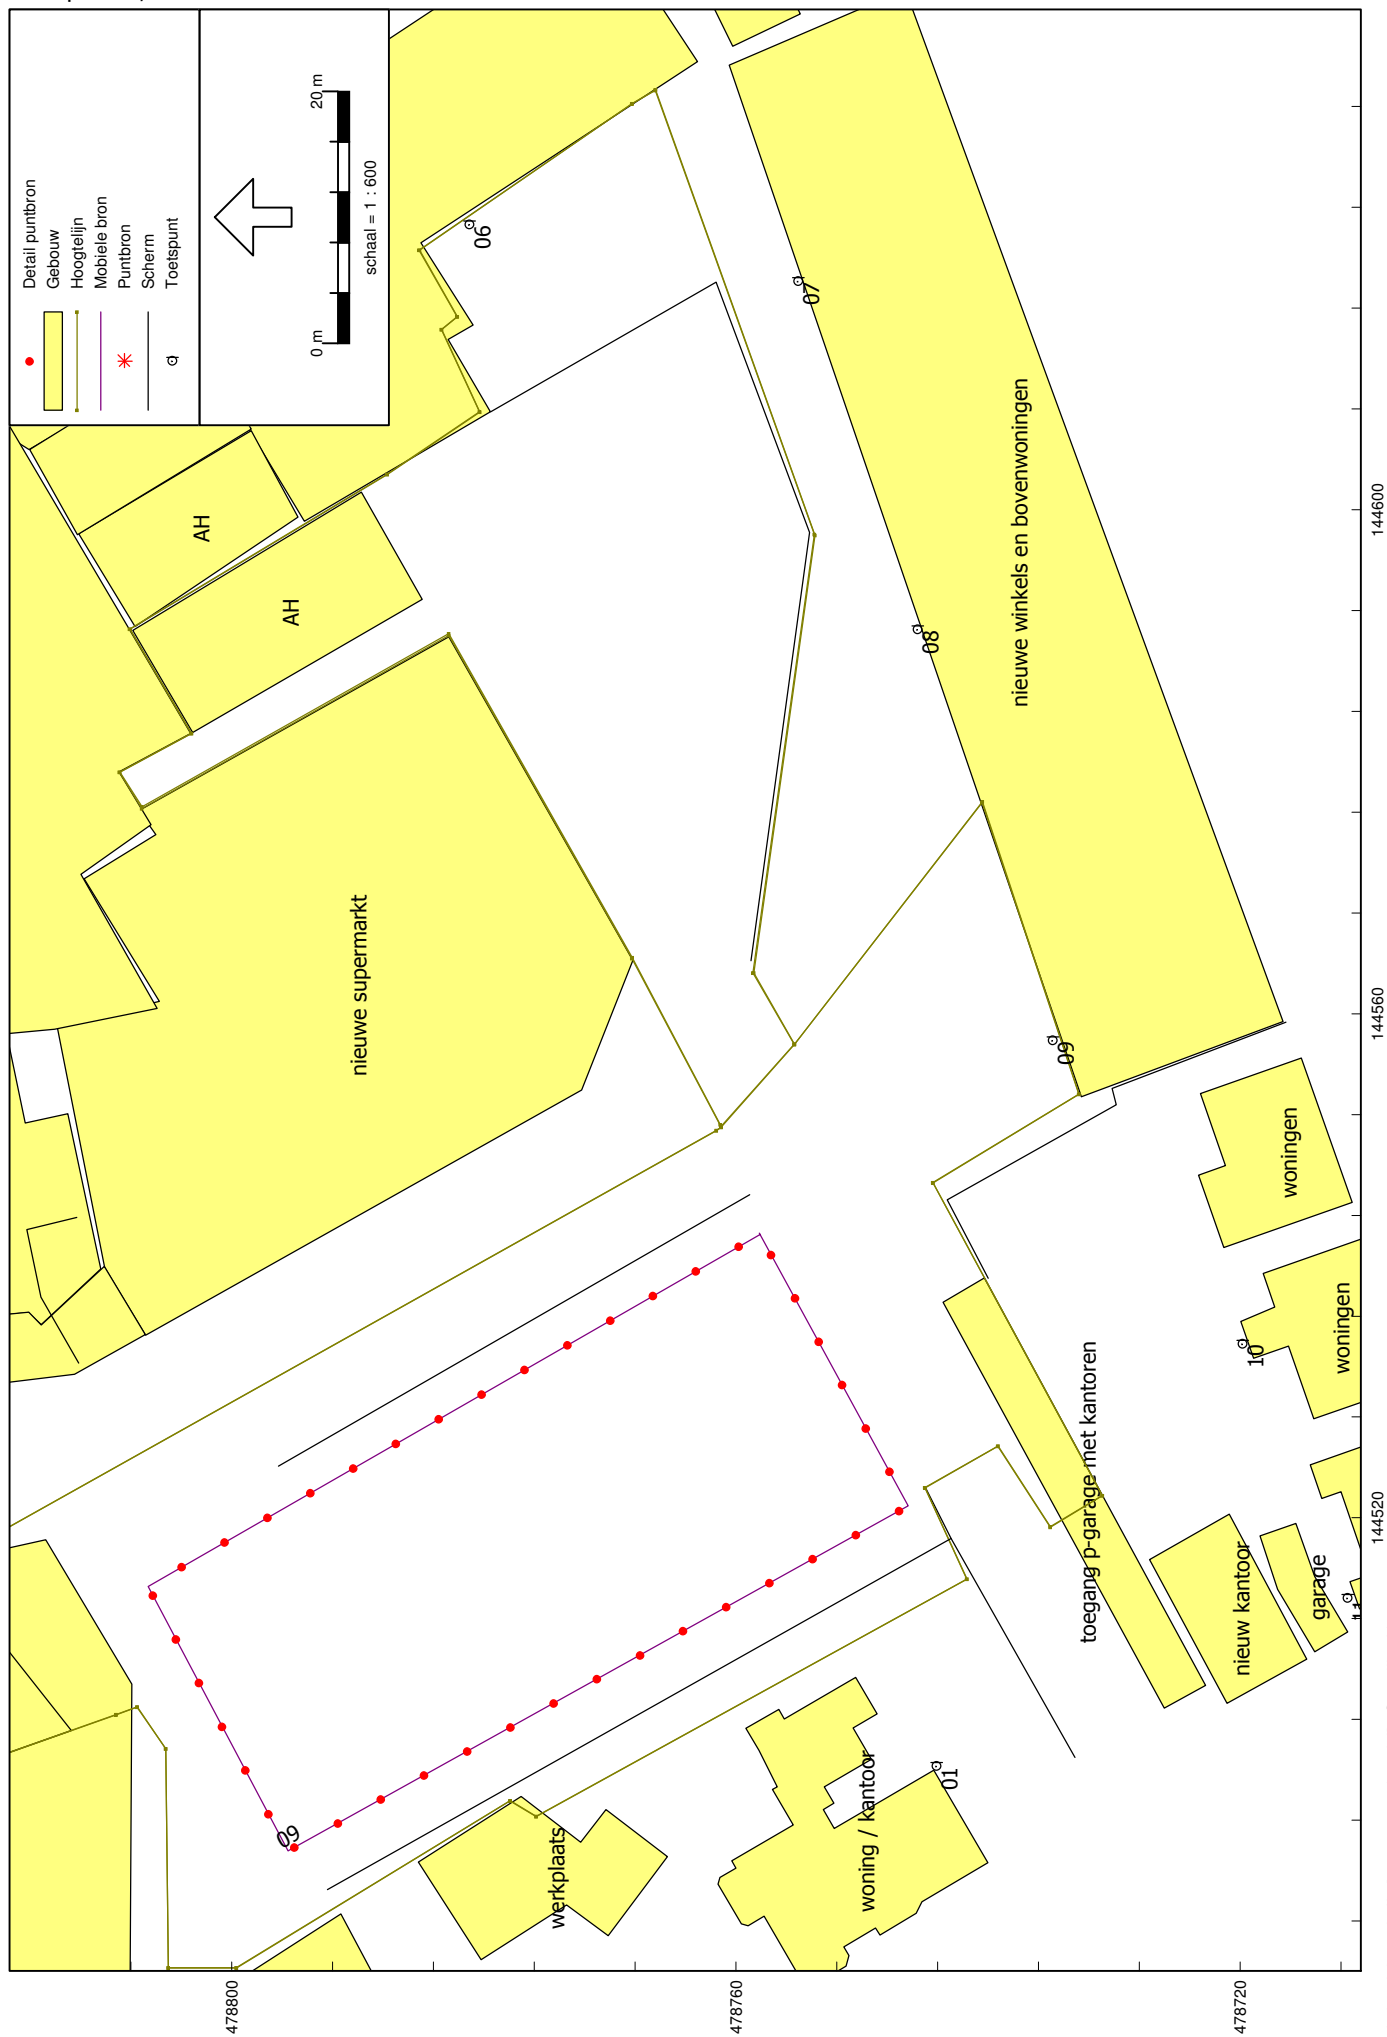 Detail puntbron
Gebouw
Hoogtelijn
Mobiele bron
Puntbron
Scherm
Toetspunt
0 m
20 m
schaal = 1 : 600
AH
AH
06
07
08
09
nieuwe winkels en bovenwoningen
nieuwe supermarkt
woningen
woningen
10
toegang p-garage met kantoren
nieuw kantoor
garage
11
09
werkplaats
woning / kantoor
01
144600
144560
144520
478800
478760
478720